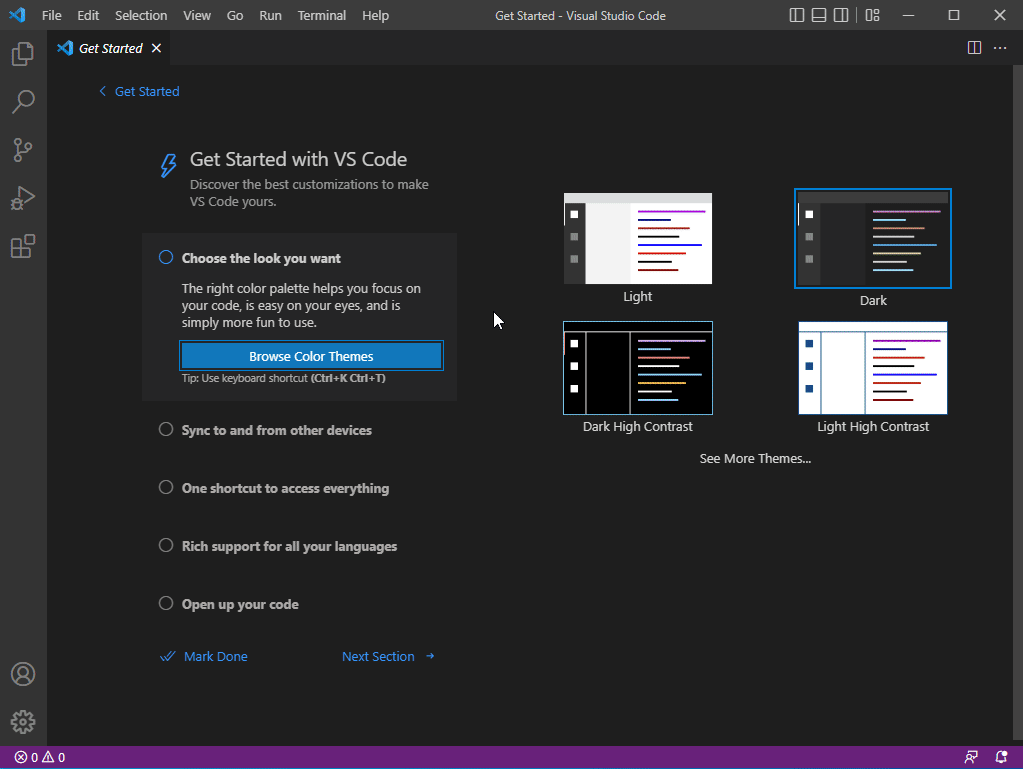 File Edit Selection View Go Run Terminal Help Get Started - Visual Studio Code
Get Started
Get Started
Get Started with VS Code
Discover the best customizations to make
VS Code yours.
Choose the look you want
The right color palette helps you focus on
your code, is easy on your eyes, and is
simply more fun to use.
Browse Color Themes
Tip: Use keyboard shortcut (Ctrl+K Ctrl+T)
Sync to and from other devices
One shortcut to access everything
Rich support for all your languages
Open up your code
Mark Done Next Section
Light Dark
Dark High Contrast Light High Contrast
See More Themes...
0 0